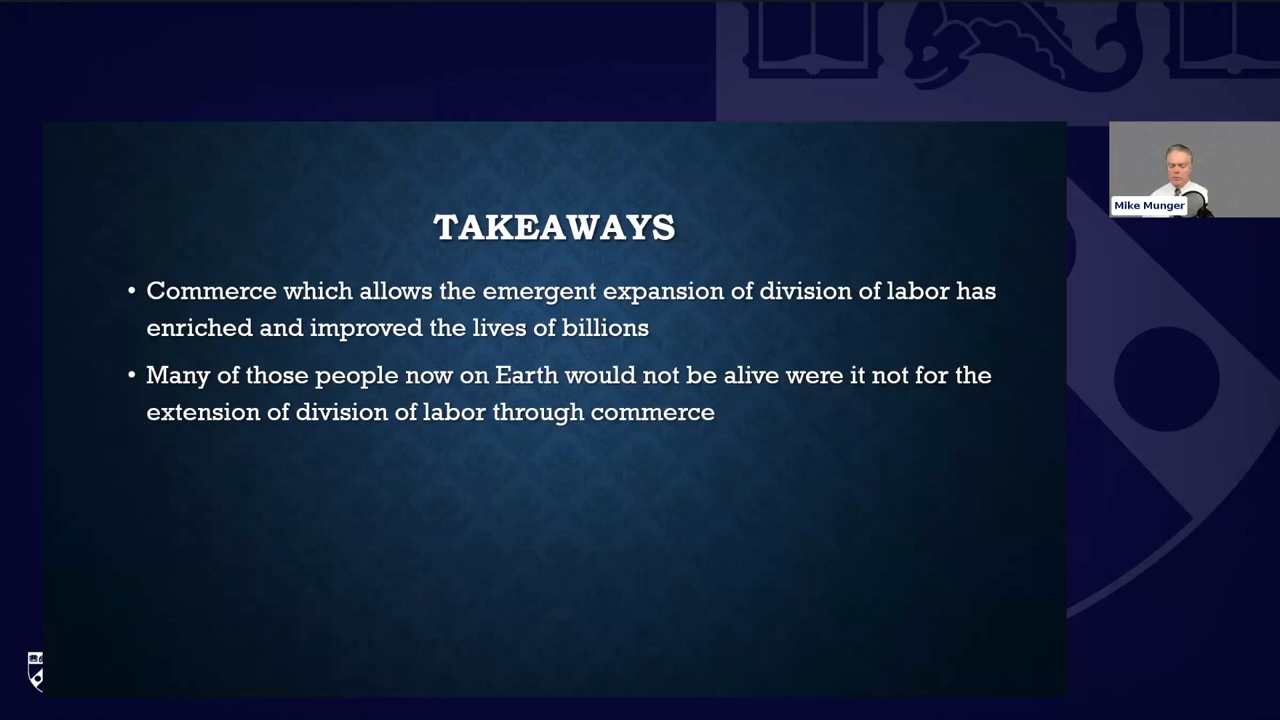 TAKEAWAYS
• Commerce which allows the emergent expansion of division of labor has
enriched and improved the lives of billions
• Many of those people now on Earth would not be alive were it not for the
extension of division of labor through commerce
Mike Munger